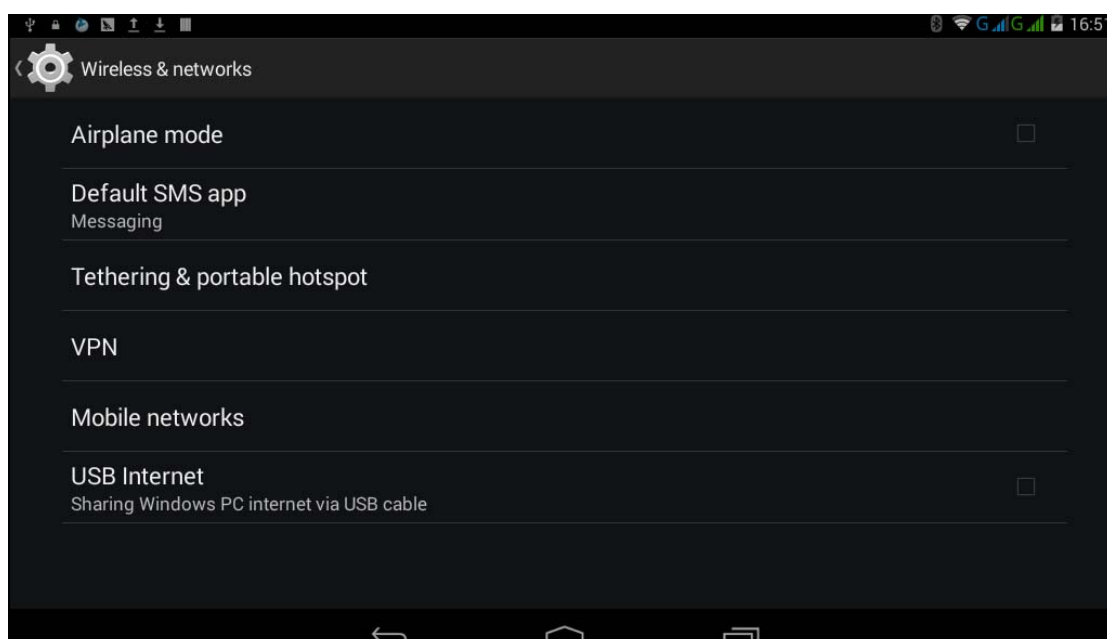 G G 16:51
Wireless & networks
Airplane mode
Default SMS app
Messaging
Tethering & portable hotspot
VPN
Mobile networks
USB Internet
Sharing Windows PC internet via USB cable